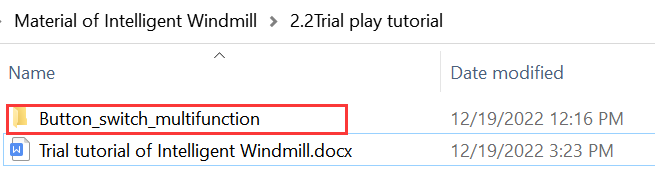 Material of Intelligent Windmill > 2.2Trial play tutorial
Name Date modified
Button_switch_multifunction 12/19/2022 12:16 PM
Trial tutorial of Intelligent Windmill.docx 12/19/2022 3:23 PM